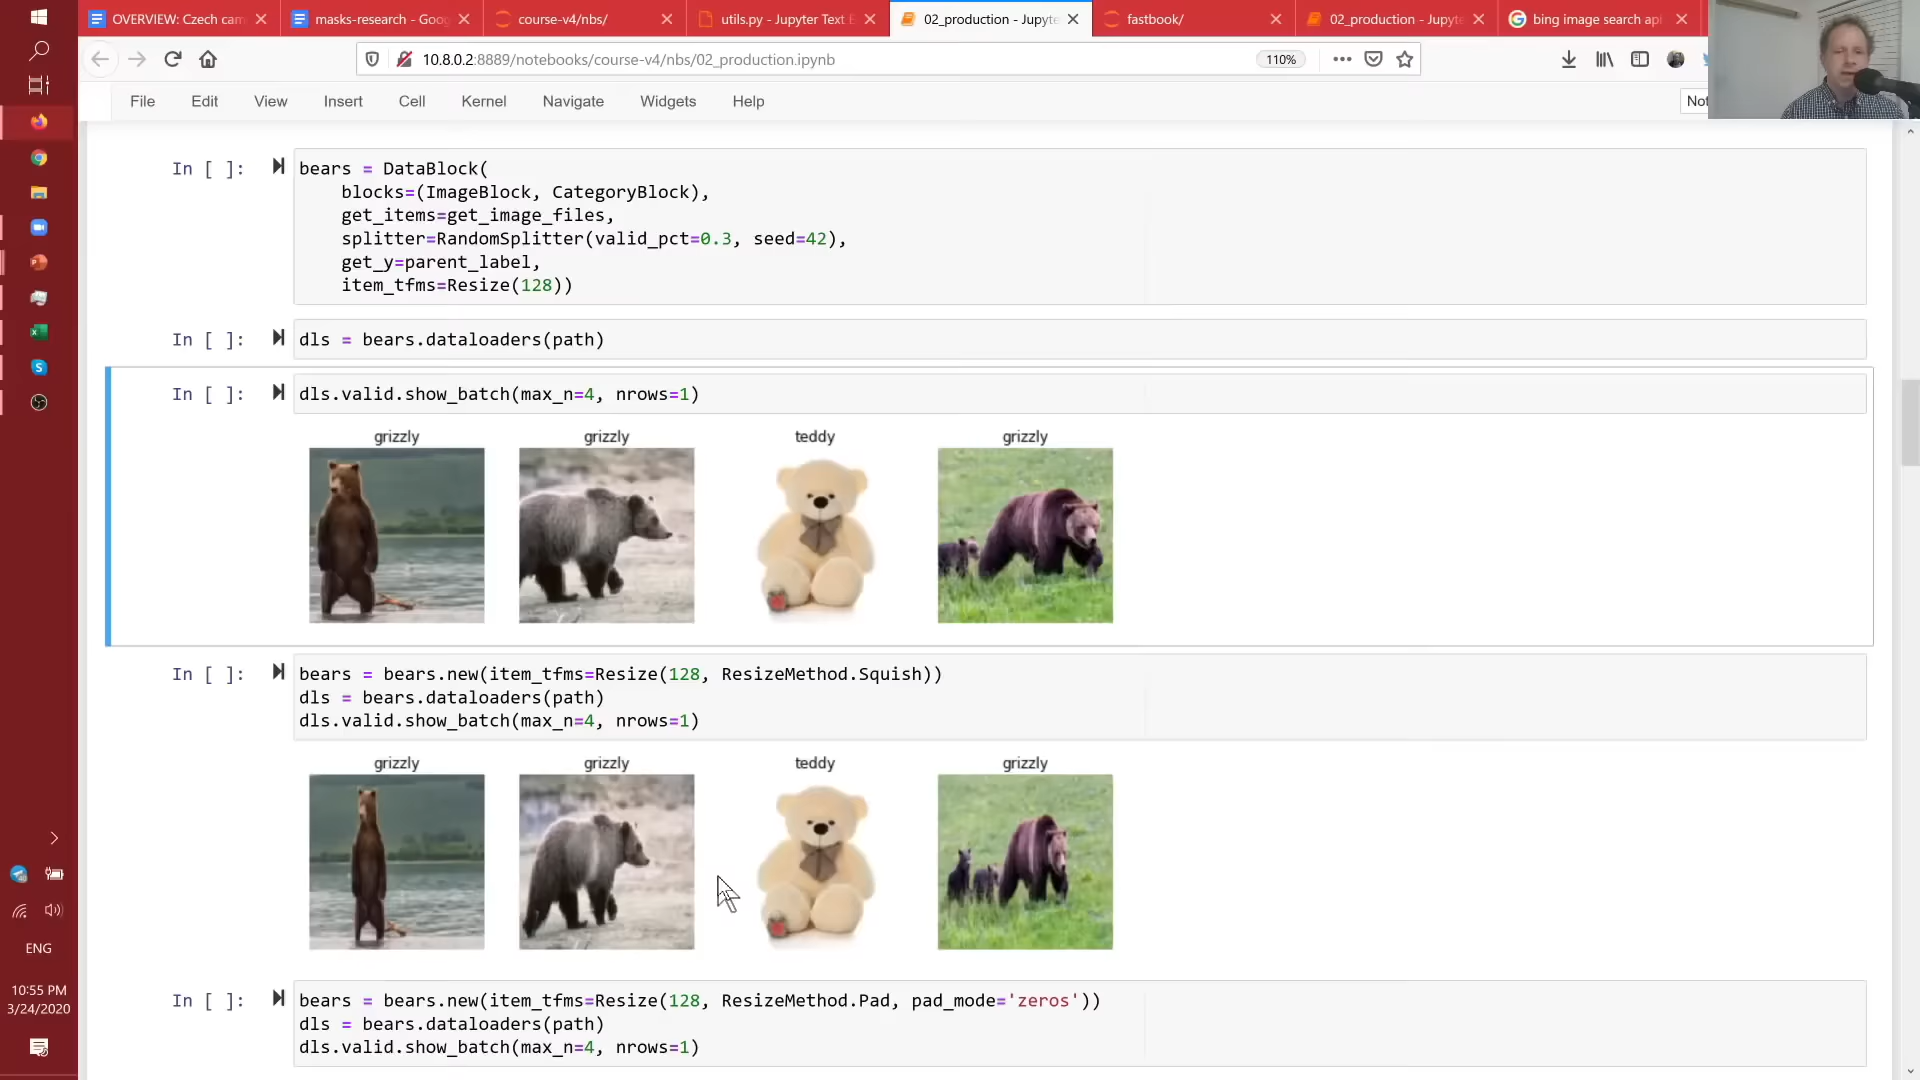 OVERVIEW: Czech cam
masks-research - Goog
course-v4/nbs/
utils.py - Jupyter Text E
02_production - Jupyte
fastbook/
02_production - Jupyte
bing image search api
10.8.0.2:8889/notebooks/course-v4/nbs/02_production.ipynb
110%
File
Edit
View
Insert
Cell
Kernel
Navigate
Widgets
Help
Not
In [ ]:
bears = DataBlock(
blocks=(ImageBlock, CategoryBlock),
get_items=get_image_files,
splitter=RandomSplitter(valid_pct=0.3, seed=42),
get_y=parent_label,
item_tfms=Resize(128))
In [ ]:
dls = bears.dataloaders(path)
In [ ]:
dls.valid.show_batch(max_n=4, nrows=1)
grizzly
grizzly
teddy
grizzly
In [ ]:
bears = bears.new(item_tfms=Resize(128, ResizeMethod.Squish))
dls = bears.dataloaders(path)
dls.valid.show_batch(max_n=4, nrows=1)
grizzly
grizzly
teddy
grizzly
In [ ]:
bears = bears.new(item_tfms=Resize(128, ResizeMethod.Pad, pad_mode='zeros'))
dls = bears.dataloaders(path)
dls.valid.show_batch(max_n=4, nrows=1)
ENG
10:55 PM
3/24/2020